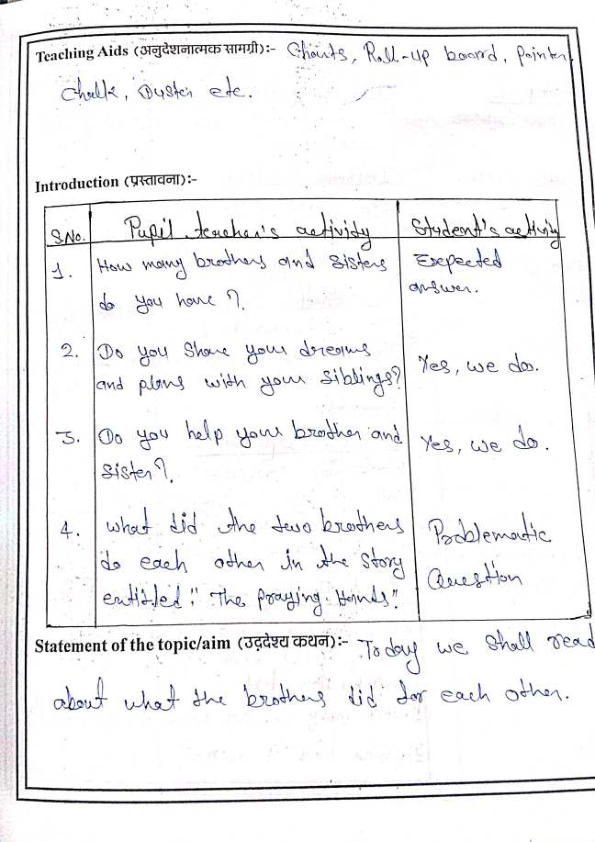 Teaching Aids (अनुदेशनात्मक सामग्री):- Charts, Roll-up board, pointer,
chalk, Duster etc.
Introduction (प्रस्तावना):-
S.No. Pupil teacher's activity Student's activity
1. How many brothers and sisters Expected
do you have ? answer.
2. Do you share your dreams
and plans with your siblings? Yes, we do.
3. Do you help your brother and Yes, we do.
sister?
4. What did the two brothers Problematic
do each other in the story Question
entitled "The Praying Hands"
Statement of the topic/aim (उद्देश्य कथन):- Today we shall read
about what the brothers did for each other.